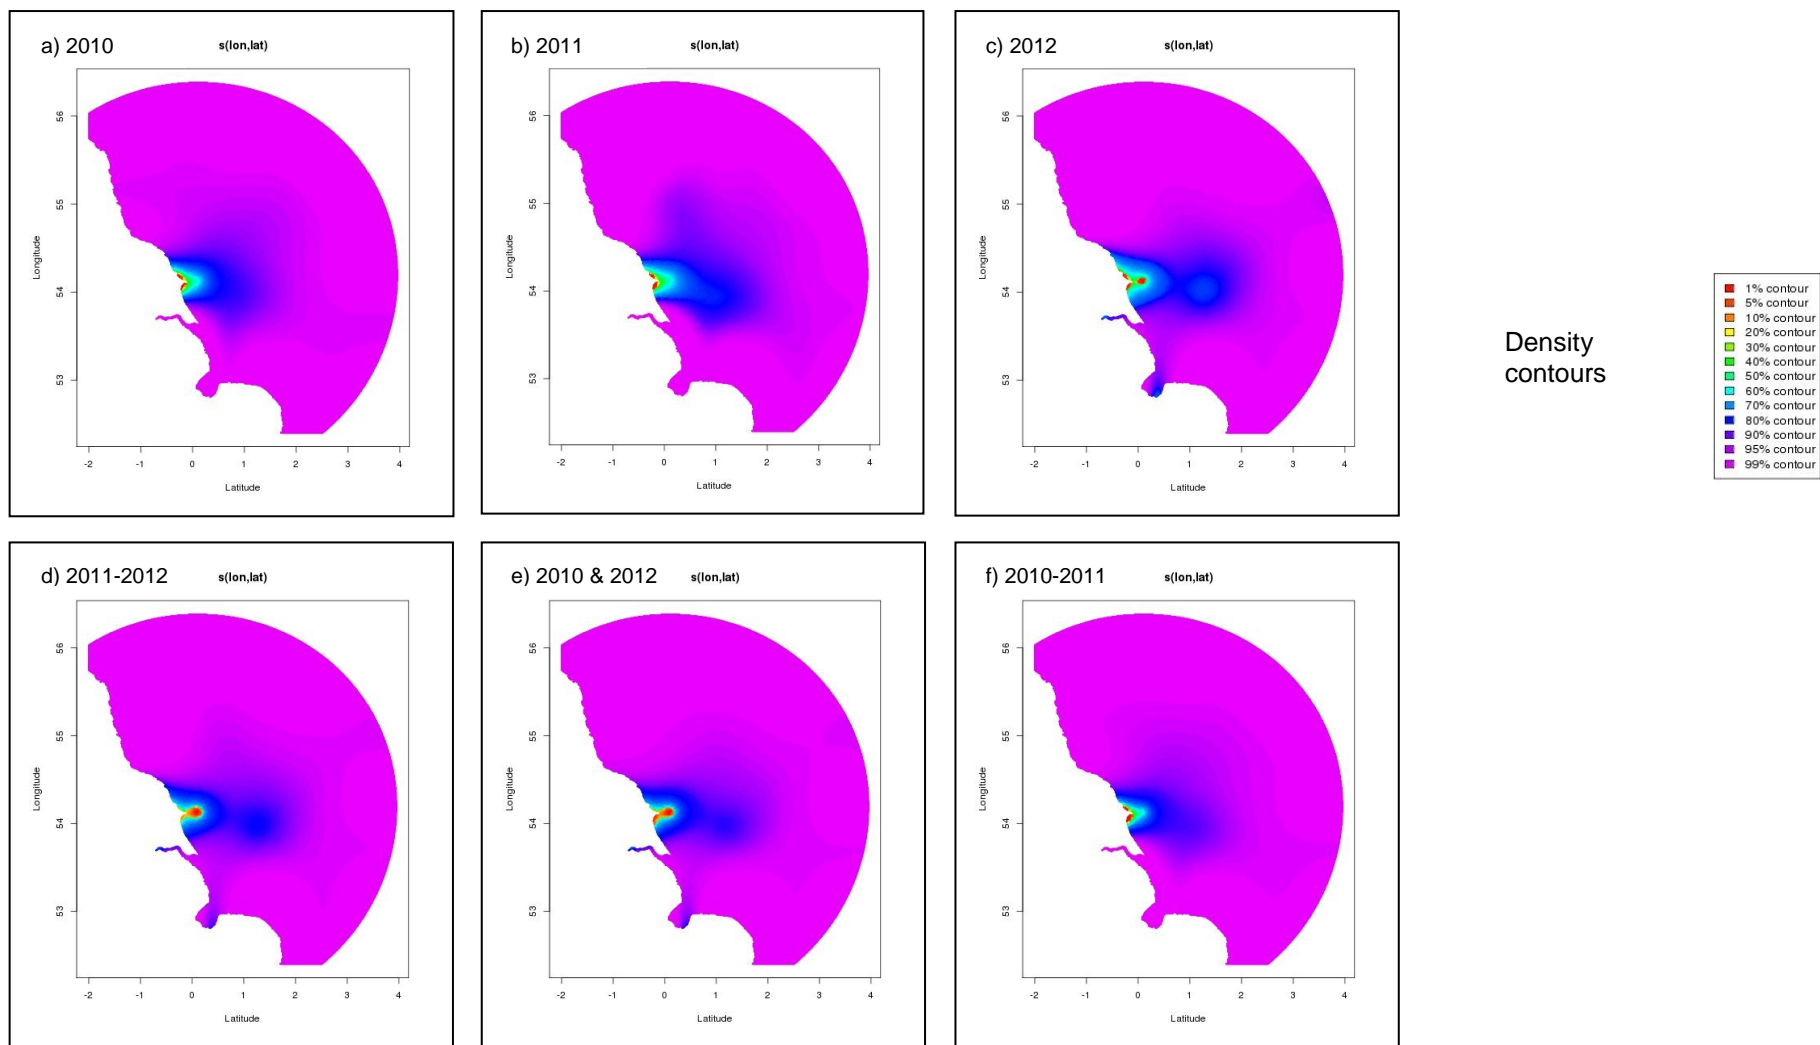 a) 2010 s(lon,lat)
56
55
54
53
Longitude
-2 -1 0 1 2 3 4
Latitude
b) 2011 s(lon,lat)
56
55
54
53
Longitude
-2 -1 0 1 2 3 4
Latitude
c) 2012 s(lon,lat)
56
55
54
53
Longitude
-2 -1 0 1 2 3 4
Latitude
Density
contours
1% contour
5% contour
10% contour
20% contour
30% contour
40% contour
50% contour
60% contour
70% contour
80% contour
90% contour
95% contour
99% contour
d) 2011-2012 s(lon,lat)
56
55
54
53
Longitude
-2 -1 0 1 2 3 4
Latitude
e) 2010 & 2012 s(lon,lat)
56
55
54
53
Longitude
-2 -1 0 1 2 3 4
Latitude
f) 2010-2011 s(lon,lat)
56
55
54
53
Longitude
-2 -1 0 1 2 3 4
Latitude